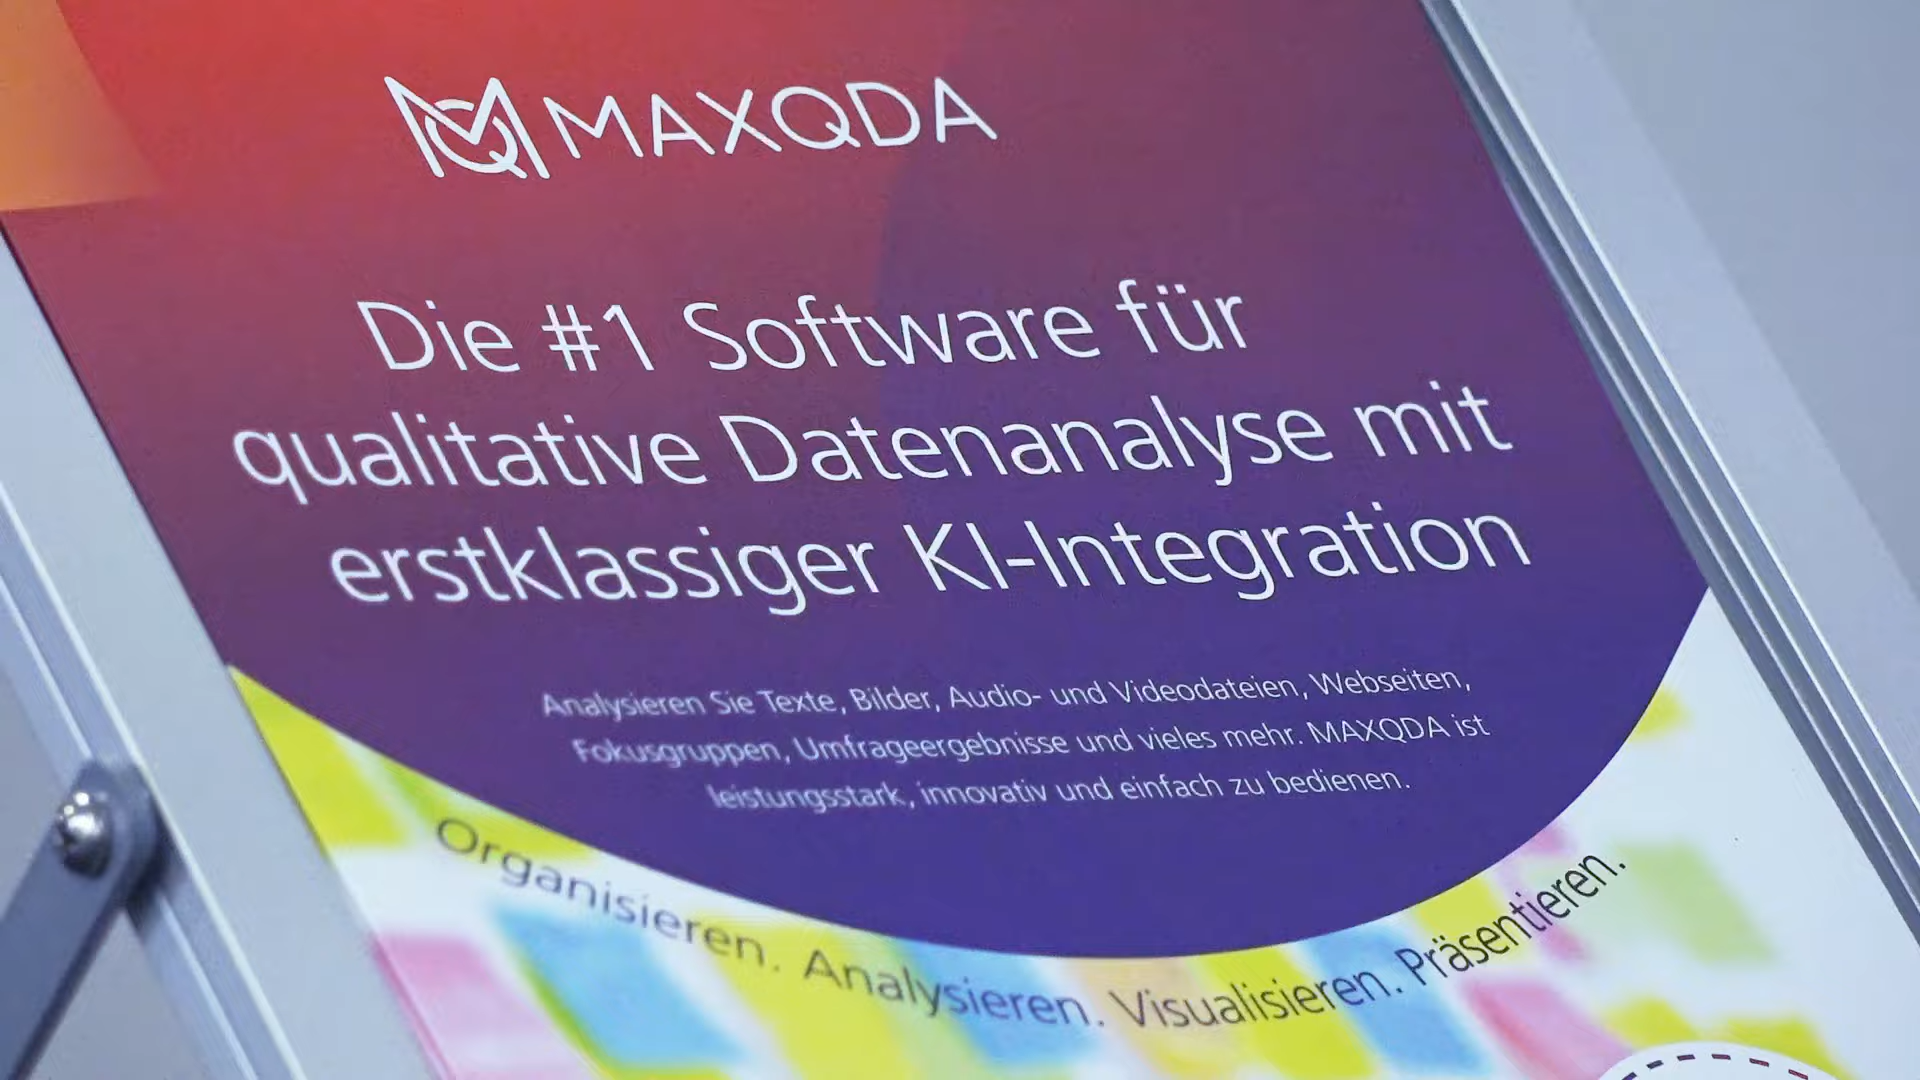 MAXQDA
Die #1 Software für
qualitative Datenanalyse mit
erstklassiger KI-Integration
Analysieren Sie Texte, Bilder, Audio- und Videodateien, Webseiten,
Fokusgruppen, Umfrageergebnisse und vieles mehr. MAXQDA ist
leistungsstark, innovativ und einfach zu bedienen.
Organisieren. Analysieren. Visualisieren. Präsentieren.